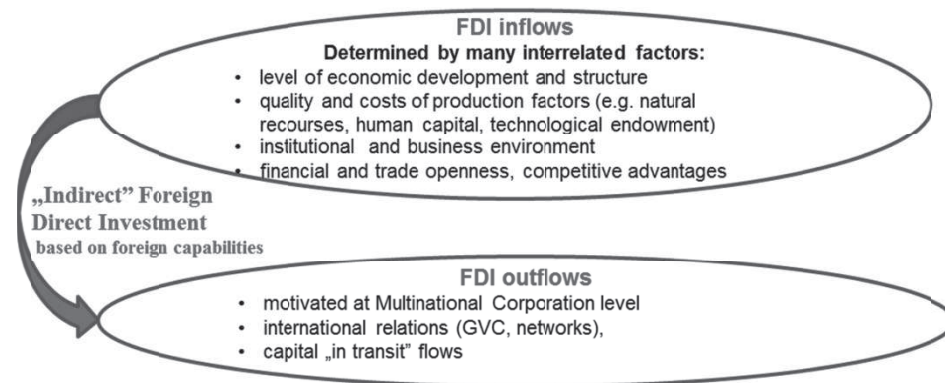 FDI inflows
Determined by many interrelated factors:
• level of economic development and structure
• quality and costs of production factors (e.g. natural
recourses, human capital, technological endowment)
• institutional and business environment
• financial and trade openness, competitive advantages
„Indirect” Foreign
Direct Investment
based on foreign capabilities
FDI outflows
• motivated at Multinational Corporation level
• international relations (GVC, networks),
• capital „in transit” flows